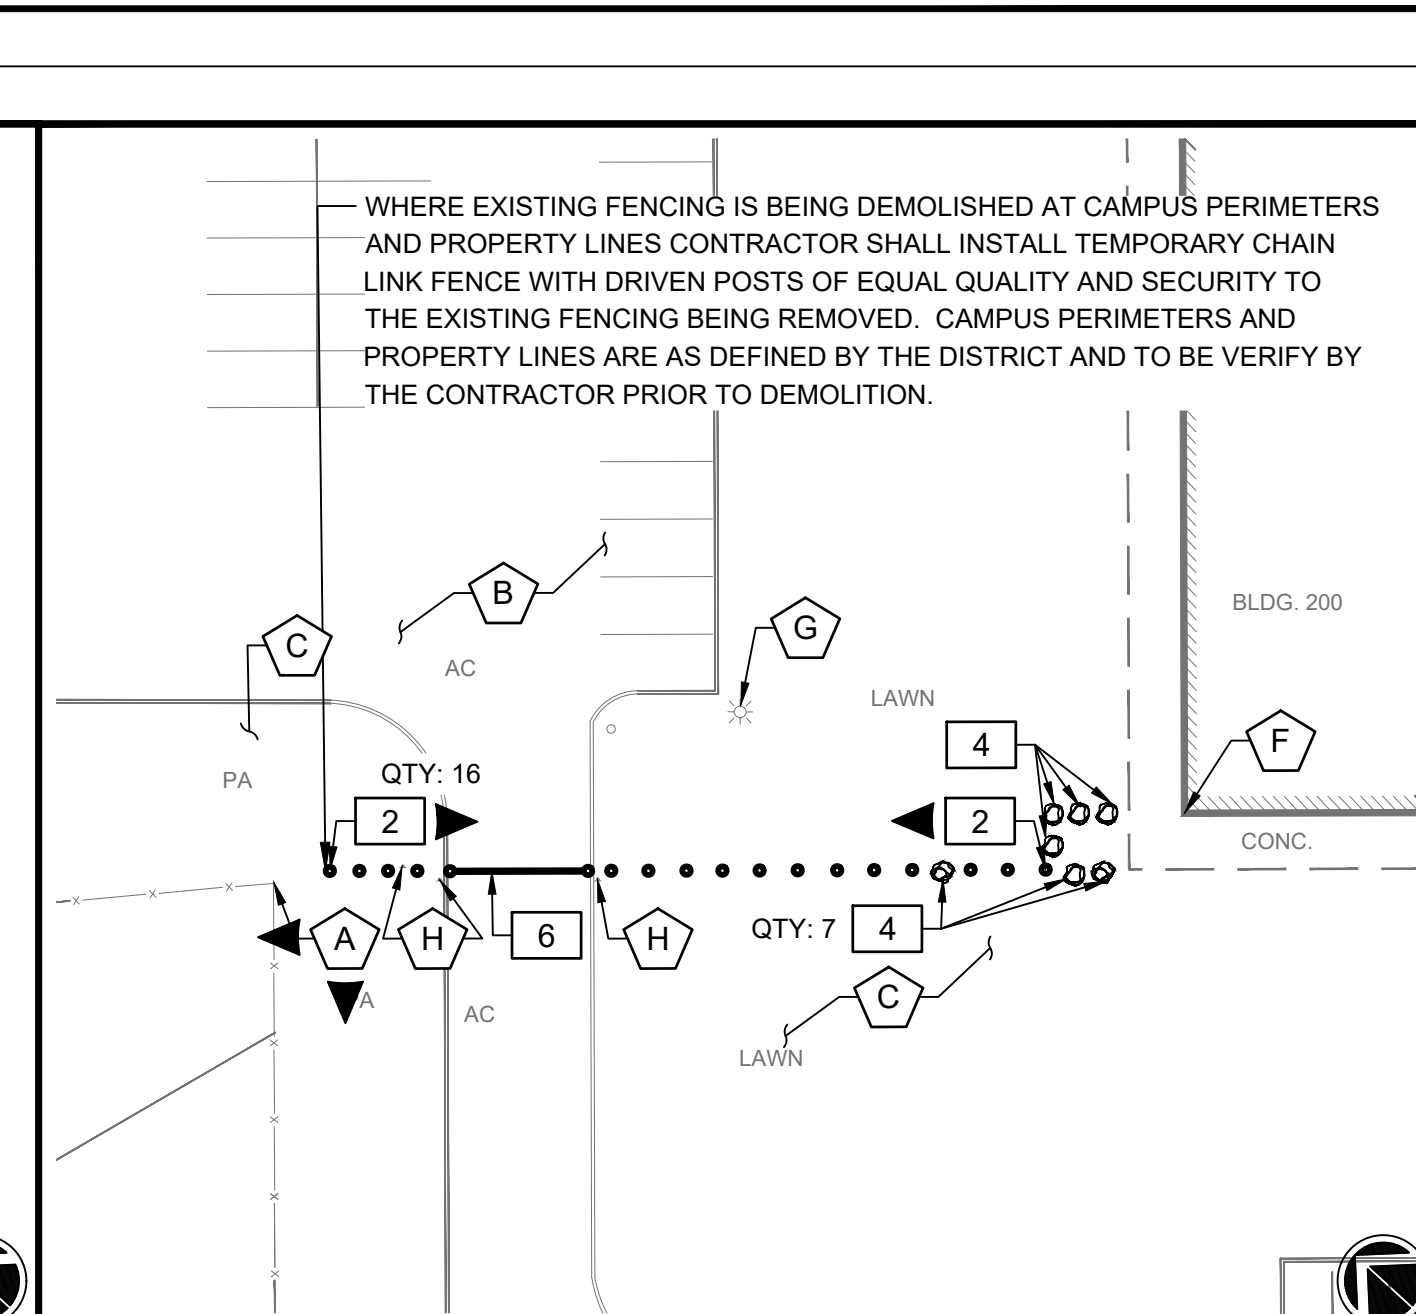 WHERE EXISTING FENCING IS BEING DEMOLISHED AT CAMPUS PERIMETERS
AND PROPERTY LINES CONTRACTOR SHALL INSTALL TEMPORARY CHAIN
LINK FENCE WITH DRIVEN POSTS OF EQUAL QUALITY AND SECURITY TO
THE EXISTING FENCING BEING REMOVED.  CAMPUS PERIMETERS AND
PROPERTY LINES ARE AS DEFINED BY THE DISTRICT AND TO BE VERIFY BY
THE CONTRACTOR PRIOR TO DEMOLITION.
B
BLDG. 200
G
C
AC
LAWN
F
4
QTY: 16
PA
2
2
CONC.
A
H
6
H
QTY: 7
4
C
A
AC
LAWN